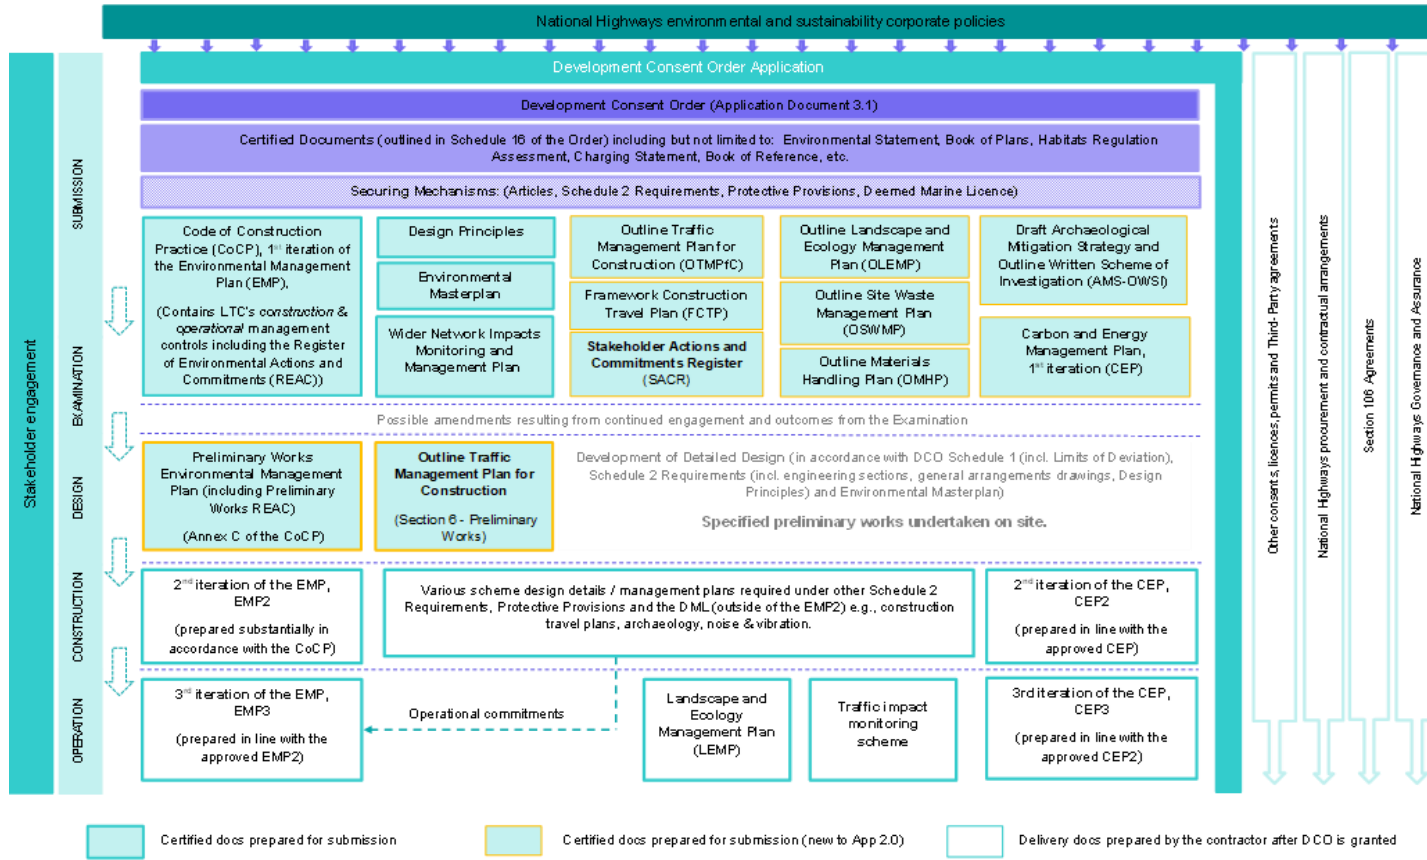 National Highways environmental and sustainability corporate policies
Development Consent Order Application
Development Consent Order (Application Document 3.1)
Certified Documents (outlined in Schedule 16 of the Order) including but not limited to: Environmental Statement, Book of Plans, Habitats Regulation
Assessment, Charging Statement, Book of Reference, etc.
Securing Mechanisms: (Articles, Schedule 2 Requirements, Protective Provisions, Deemed Marine Licence)
Stakeholder engagement
SUBMISSION
EXAMINATION
DESIGN
CONSTRUCTION
OPERATION
Code of Construction
Practice (CoCP), 1st iteration of
the Environmental Management
Plan (EMP),
(Contains LTC's construction &
operational management
controls including the Register
of Environmental Actions and
Commitments (REAC))
Design Principles
Environmental
Masterplan
Wider Network Impacts
Monitoring and
Management Plan
Outline Traffic
Management Plan for
Construction (OTMPfC)
Framework Construction
Travel Plan (FCTP)
Stakeholder Actions and
Commitments Register
(SACR)
Outline Landscape and
Ecology Management
Plan (OLEMP)
Outline Site Waste
Management Plan
(OSWMP)
Outline Materials
Handling Plan (OMHP)
Draft Archaeological
Mitigation Strategy and
Outline Written Scheme of
Investigation (AMS-OWSI)
Carbon and Energy
Management Plan,
1st iteration (CEP)
Possible amendments resulting from continued engagement and outcomes from the Examination
Preliminary Works
Environmental Management
Plan (including Preliminary
Works REAC)
(Annex C of the CoCP)
Outline Traffic
Management Plan for
Construction
(Section 6 - Preliminary
Works)
Development of Detailed Design (in accordance with DCO Schedule 1 (incl. Limits of Deviation),
Schedule 2 Requirements (incl. engineering sections, general arrangements drawings, Design
Principles) and Environmental Masterplan)
Specified preliminary works undertaken on site.
2nd iteration of the EMP,
EMP2
(prepared substantially in
accordance with the CoCP)
Various scheme design details / management plans required under other Schedule 2
Requirements, Protective Provisions and the DML (outside of the EMP2) e.g., construction
travel plans, archaeology, noise & vibration.
2nd iteration of the CEP,
CEP2
(prepared in line with the
approved CEP)
3rd iteration of the EMP,
EMP3
(prepared in line with the
approved EMP2)
Operational commitments
Landscape and
Ecology
Management Plan
(LEMP)
Traffic impact
monitoring
scheme
3rd iteration of the CEP,
CEP3
(prepared in line with the
approved CEP2)
Other consents, licences, permits and Third-Party agreements
National Highways procurement and contractual arrangements
Section 106 Agreements
National Highways Governance and Assurance
Certified docs prepared for submission
Certified docs prepared for submission (new to App 2.0)
Delivery docs prepared by the contractor after DCO is granted